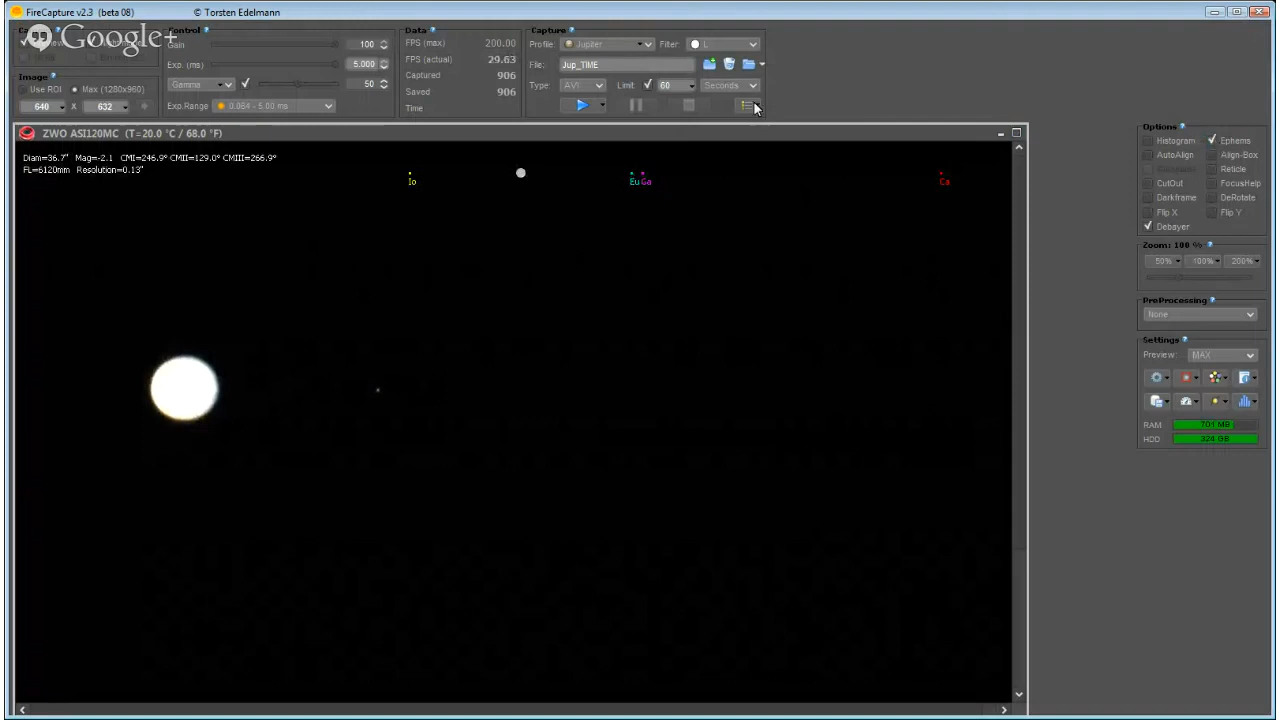 FireCapture v2.3 (beta 08) © Torsten Edelmann
Google+
Control
Gain 100
Exp. (ms) 5.000
Gamma 50
Exp.Range 0.064 - 5.00 ms
Image
Use ROI Max (1280x960)
640 x 632
Data
FPS (max) 200.00
FPS (actual) 29.63
Captured 906
Saved 906
Time
Capture
Profile: Jupiter Filter: L
File: Jup_TIME
Type: AVI Limit 60 Seconds
ZWO ASI120MC (T=20.0 °C / 68.0 °F)
Diam=36.7" Mag=-2.1 CMI=246.9° CMII=129.0° CMIII=266.9°
FL=6120mm Resolution=0.13"
Io
Eu Ga
Ca
Options
Histogram Ephems
AutoAlign Align-Box
Reticle
CutOut FocusHelp
Darkframe DeRotate
Flip X Flip Y
Debayer
Zoom: 100 %
50% 100% 200%
PreProcessing
None
Settings
Preview: MAX
RAM 701 MB
HDD 324 GB